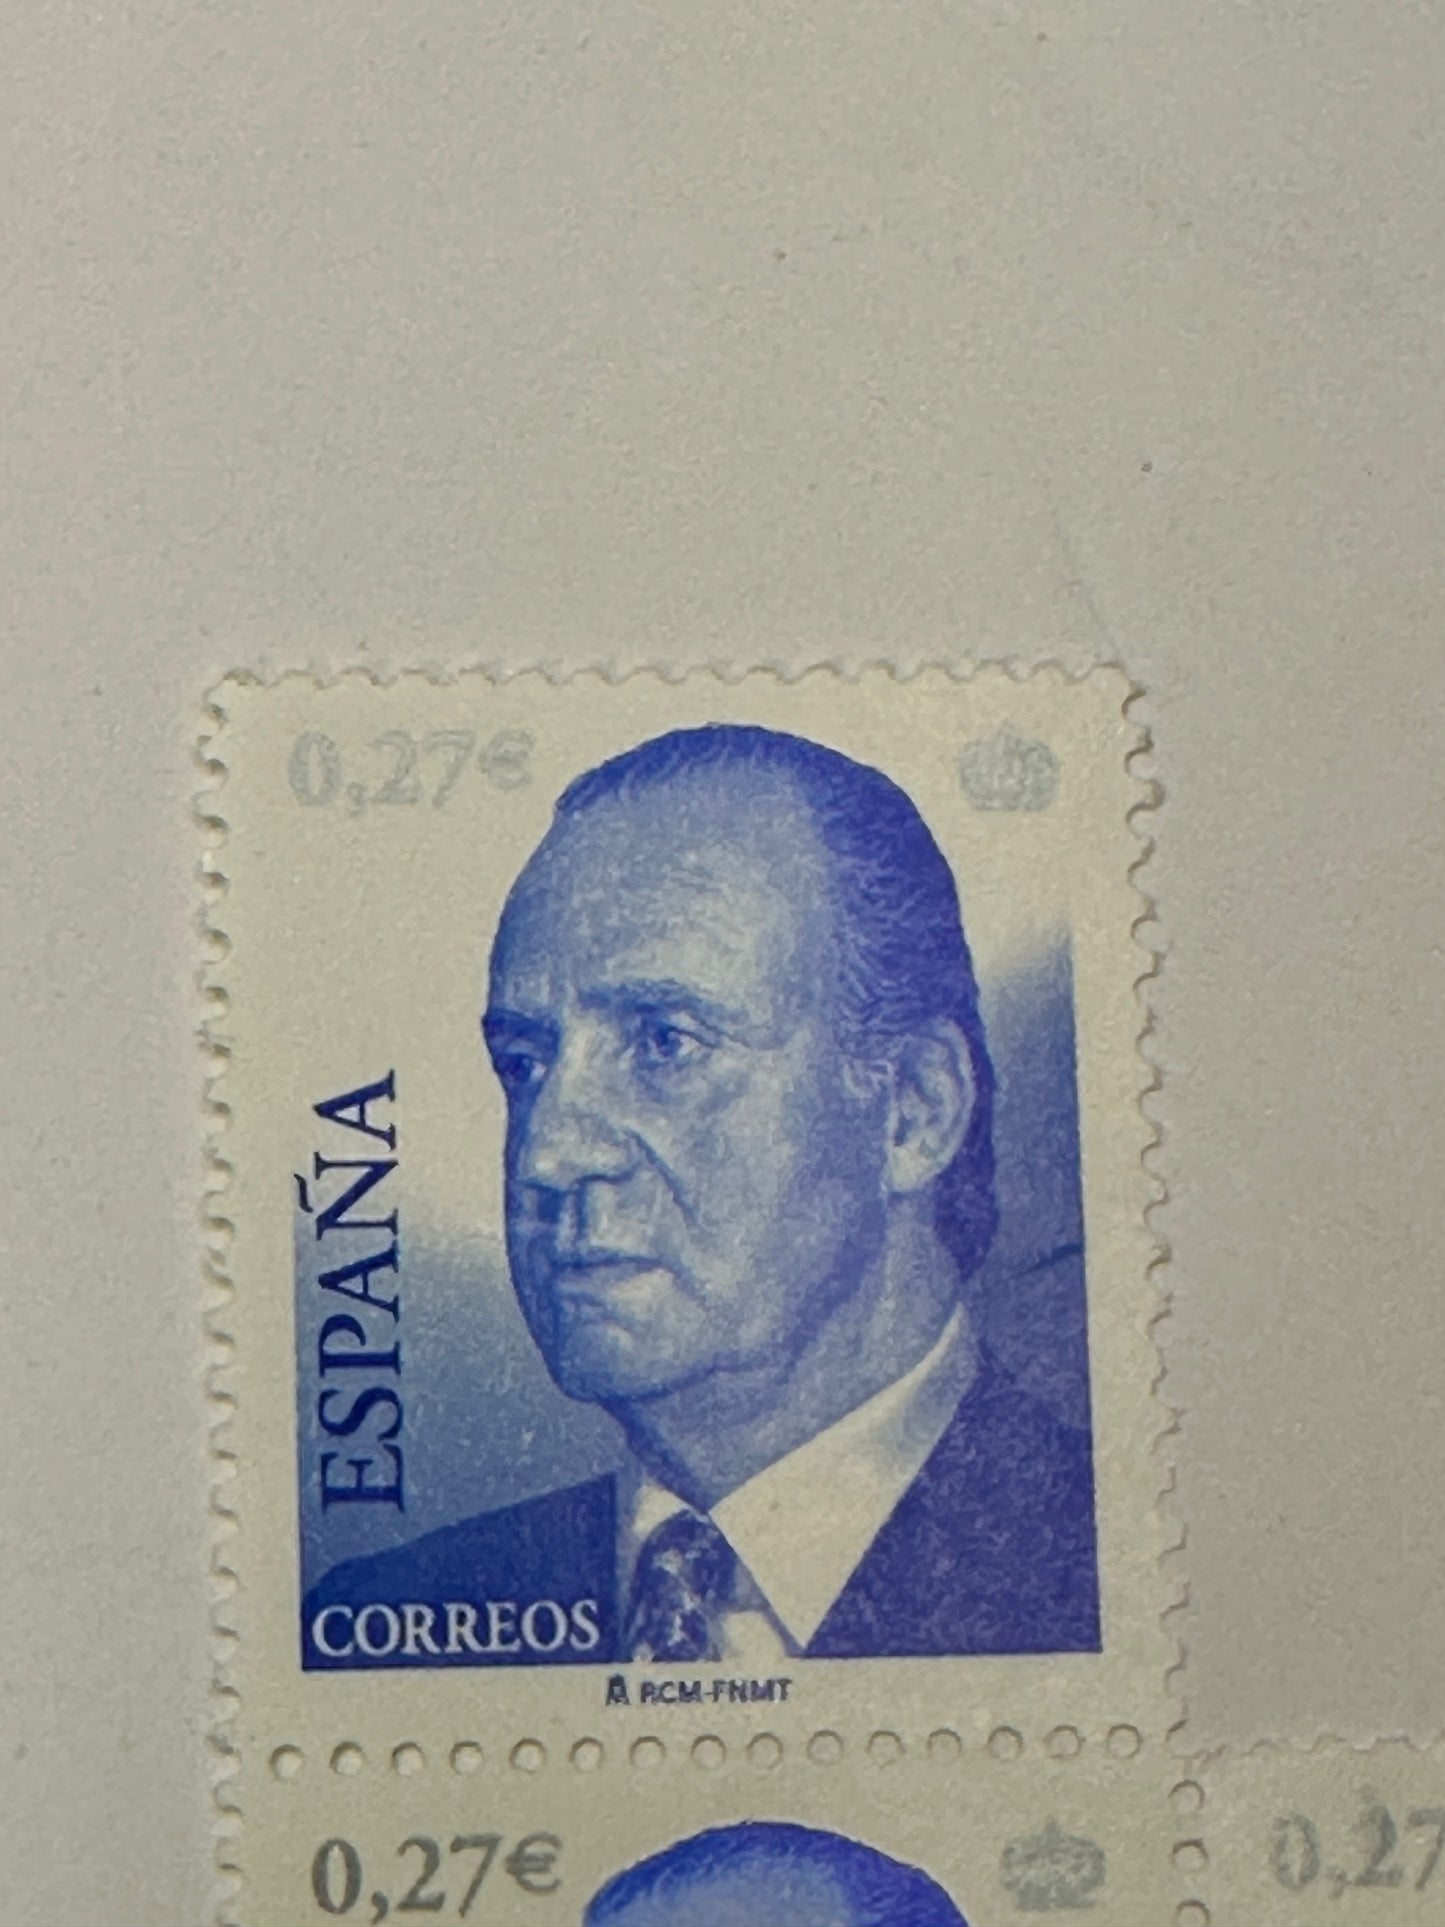 0,27€
ESPAÑA
CORREOS
RCM-FNMT
0,27€
0,27